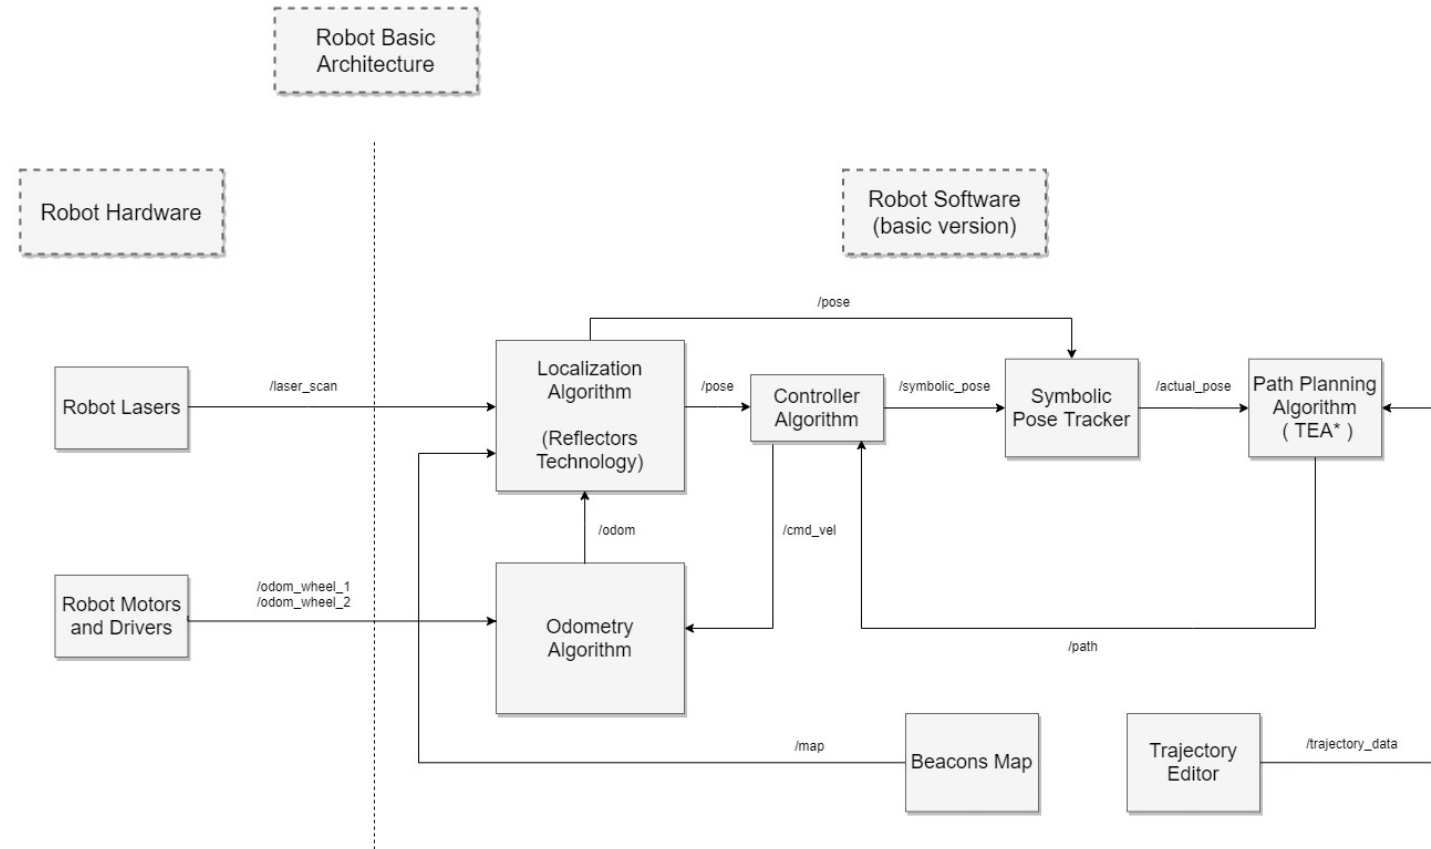 Robot Basic
Architecture
Robot Hardware
Robot Software
(basic version)
/pose
Robot Lasers
/laser_scan
Localization
Algorithm
(Reflectors
Technology)
/pose
Controller
Algorithm
/symbolic_pose
Symbolic
Pose Tracker
/actual_pose
Path Planning
Algorithm
( TEA* )
/odom
/cmd_vel
Robot Motors
and Drivers
/odom_wheel_1
/odom_wheel_2
Odometry
Algorithm
/path
/map
Beacons Map
Trajectory
Editor
/trajectory_data